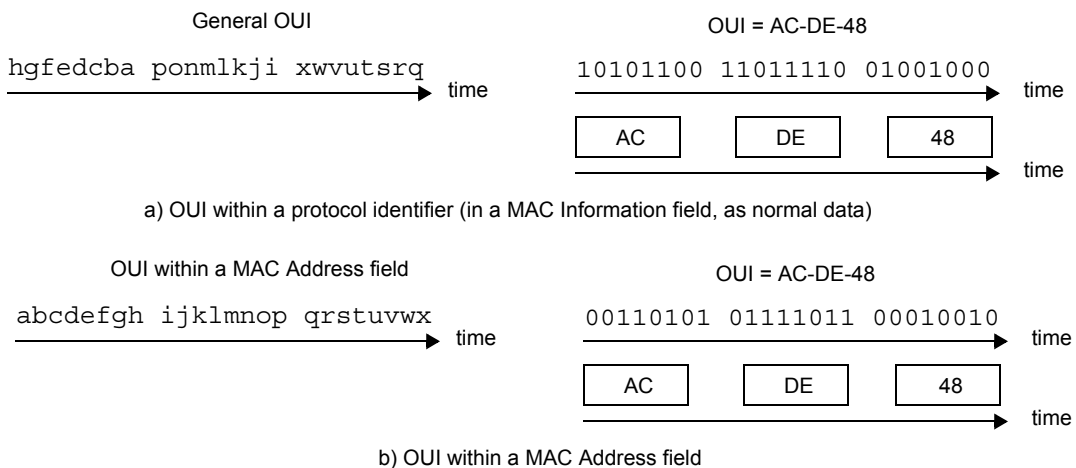 General OUI
OUI = AC-DE-48
hgfedcba ponmlkji xwvutsrq
time
10101100 11011110 01001000
time
AC
DE
48
time
a) OUI within a protocol identifier (in a MAC Information field, as normal data)
OUI within a MAC Address field
OUI = AC-DE-48
abcdefgh ijklmnop qrstuvwx
time
00110101 01111011 00010010
time
AC
DE
48
time
b) OUI within a MAC Address field